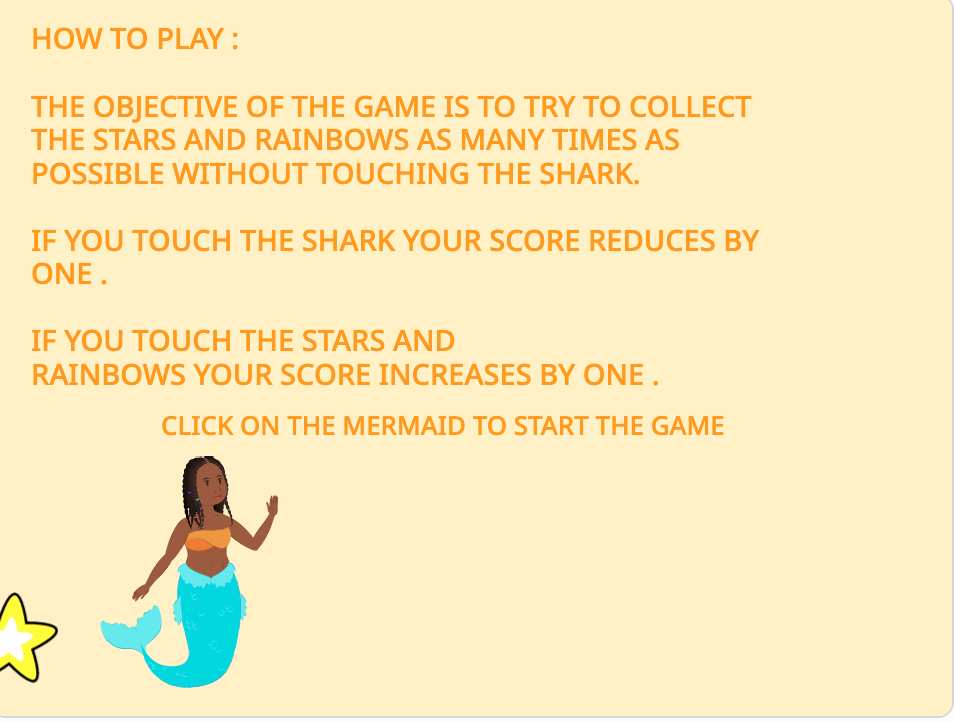 HOW TO PLAY :
THE OBJECTIVE OF THE GAME IS TO TRY TO COLLECT
THE STARS AND RAINBOWS AS MANY TIMES AS
POSSIBLE WITHOUT TOUCHING THE SHARK.
IF YOU TOUCH THE SHARK YOUR SCORE REDUCES BY
ONE .
IF YOU TOUCH THE STARS AND
RAINBOWS YOUR SCORE INCREASES BY ONE .
CLICK ON THE MERMAID TO START THE GAME